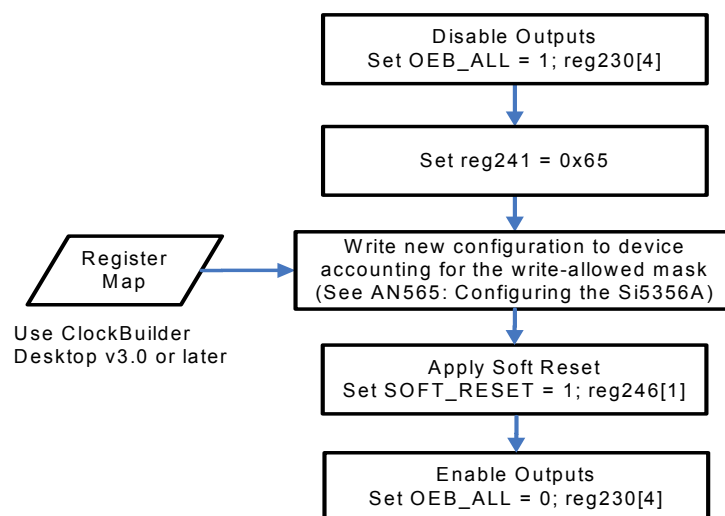 Disable Outputs
Set OEB_ALL = 1; reg230[4]
Set reg241 = 0x65
Register
Map
Use ClockBuilder
Desktop v3.0 or later
Write new configuration to device
accounting for the write-allowed mask
(See AN565: Configuring the Si5356A)
Apply Soft Reset
Set SOFT_RESET = 1; reg246[1]
Enable Outputs
Set OEB_ALL = 0; reg230[4]